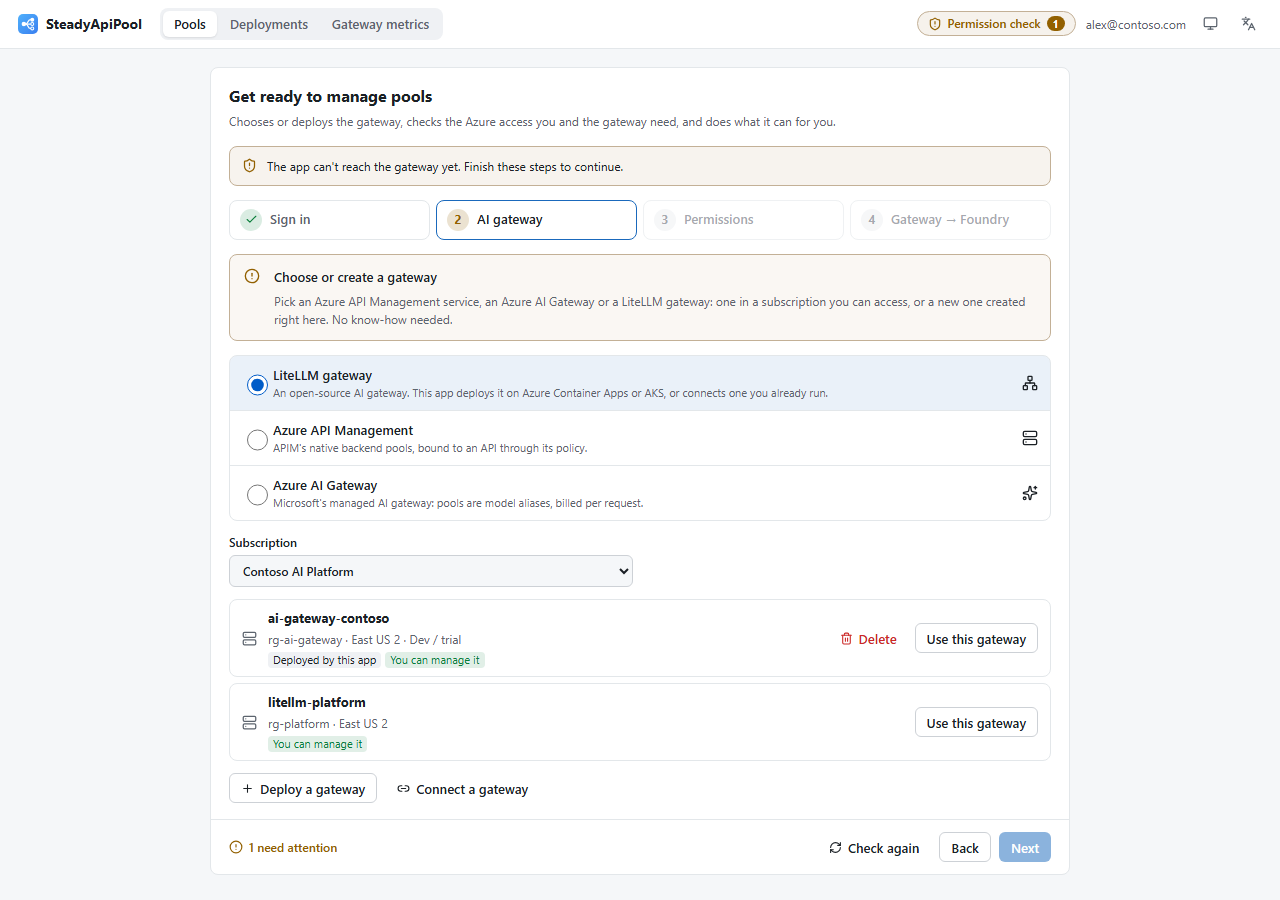 SteadyApiPool
Pools
Deployments
Gateway metrics
Permission check 1
alex@contoso.com
Get ready to manage pools
Chooses or deploys the gateway, checks the Azure access you and the gateway need, and does what it can for you.
The app can't reach the gateway yet. Finish these steps to continue.
Sign in
2 AI gateway
3 Permissions
4 Gateway → Foundry
Choose or create a gateway
Pick an Azure API Management service, an Azure AI Gateway or a LiteLLM gateway: one in a subscription you can access, or a new one created
right here. No know-how needed.
LiteLLM gateway
An open-source AI gateway. This app deploys it on Azure Container Apps or AKS, or connects one you already run.
Azure API Management
APIM's native backend pools, bound to an API through its policy.
Azure AI Gateway
Microsoft's managed AI gateway: pools are model aliases, billed per request.
Subscription
Contoso AI Platform
ai-gateway-contoso
rg-ai-gateway · East US 2 · Dev / trial
Deployed by this app
You can manage it
Delete
Use this gateway
litellm-platform
rg-platform · East US 2
You can manage it
Use this gateway
Deploy a gateway
Connect a gateway
1 need attention
Check again
Back
Next